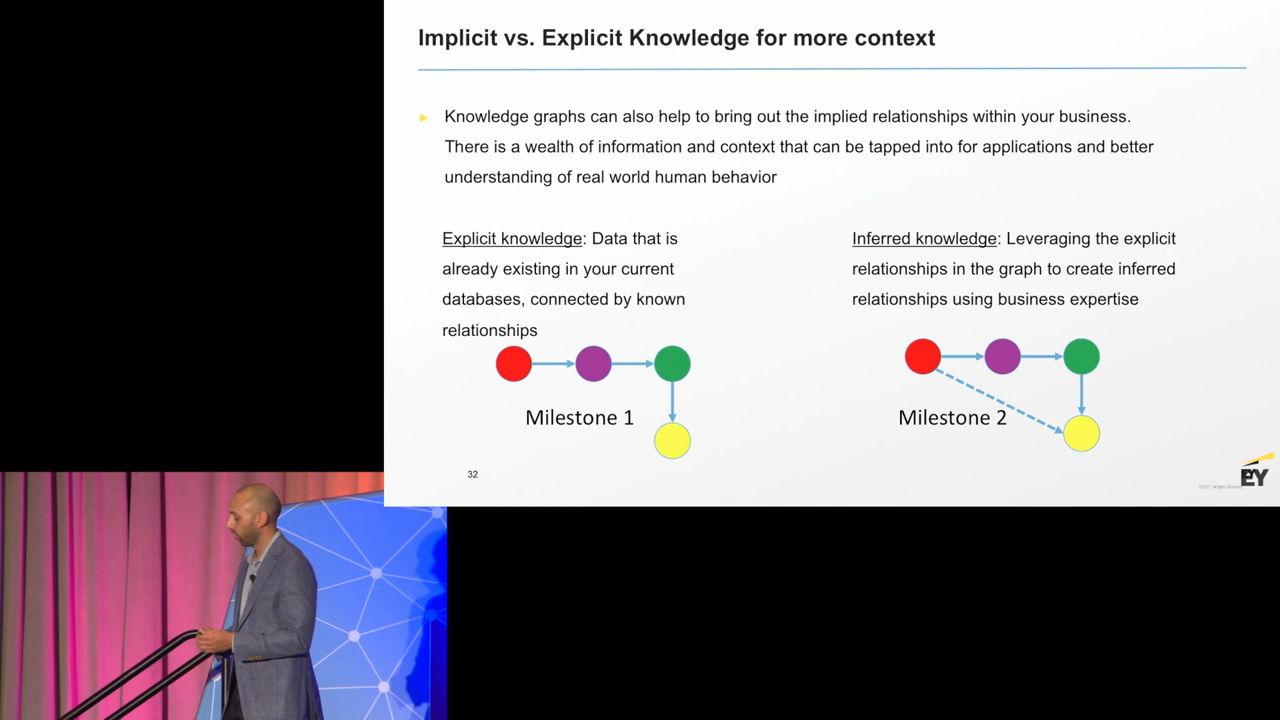 Implicit vs. Explicit Knowledge for more context
Knowledge graphs can also help to bring out the implied relationships within your business.
There is a wealth of information and context that can be tapped into for applications and better
understanding of real world human behavior
Explicit knowledge: Data that is
already existing in your current
databases, connected by known
relationships
Milestone 1
Inferred knowledge: Leveraging the explicit
relationships in the graph to create inferred
relationships using business expertise
Milestone 2
32
EY